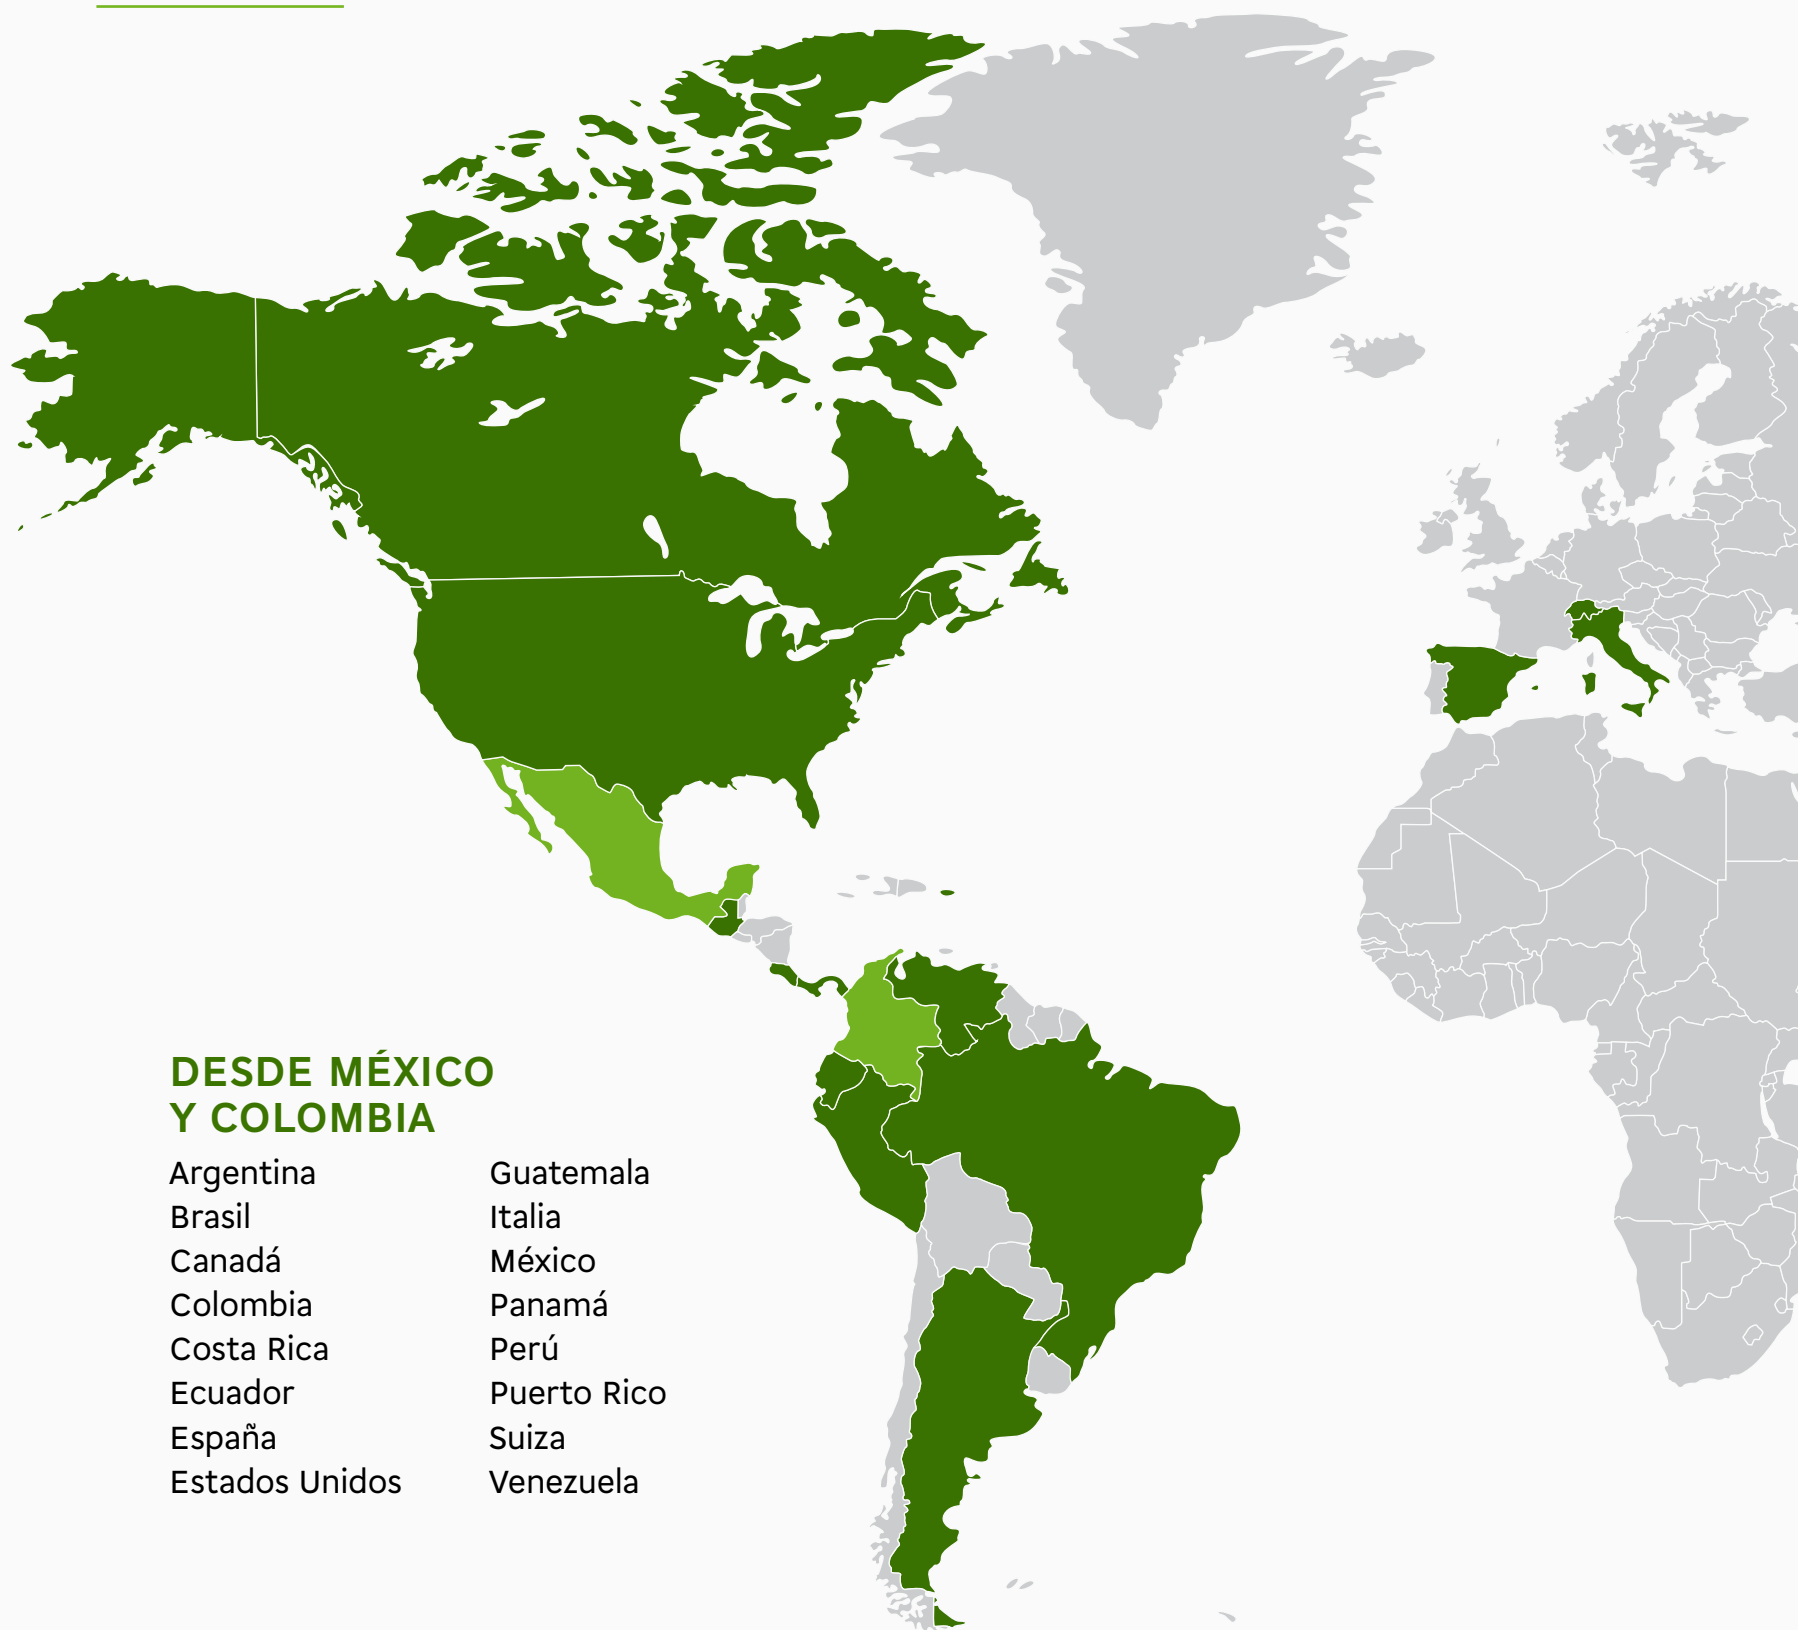 DESDE MÉXICO
Y COLOMBIA
Argentina
Brasil
Canadá
Colombia
Costa Rica
Ecuador
España
Estados Unidos
Guatemala
Italia
México
Panamá
Perú
Puerto Rico
Suiza
Venezuela